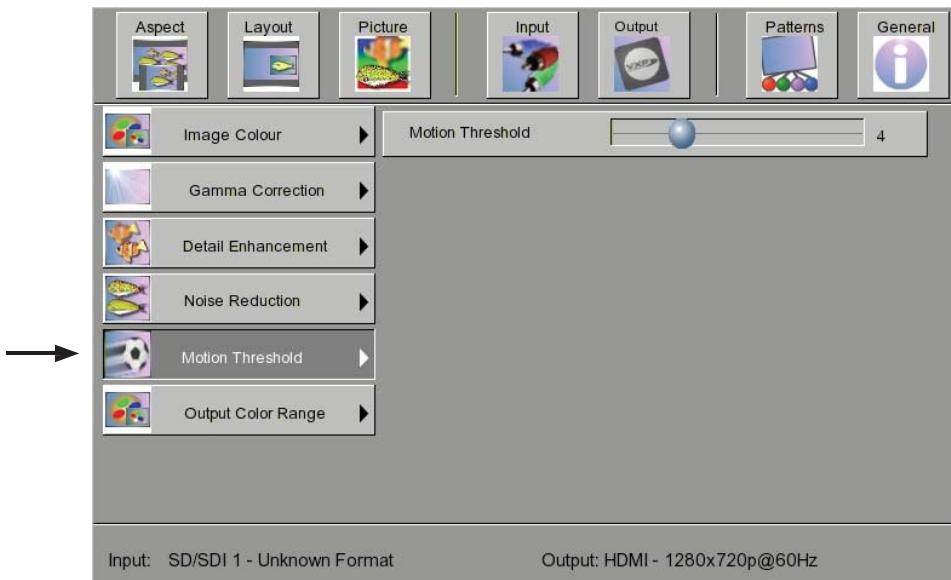 Aspect Layout Picture Input Output Patterns General
VXP
Image Colour
Motion Threshold 4
Gamma Correction
Detail Enhancement
Noise Reduction
Motion Threshold
Output Color Range
Input: SD/SDI 1 - Unknown Format Output: HDMI - 1280x720p@60Hz